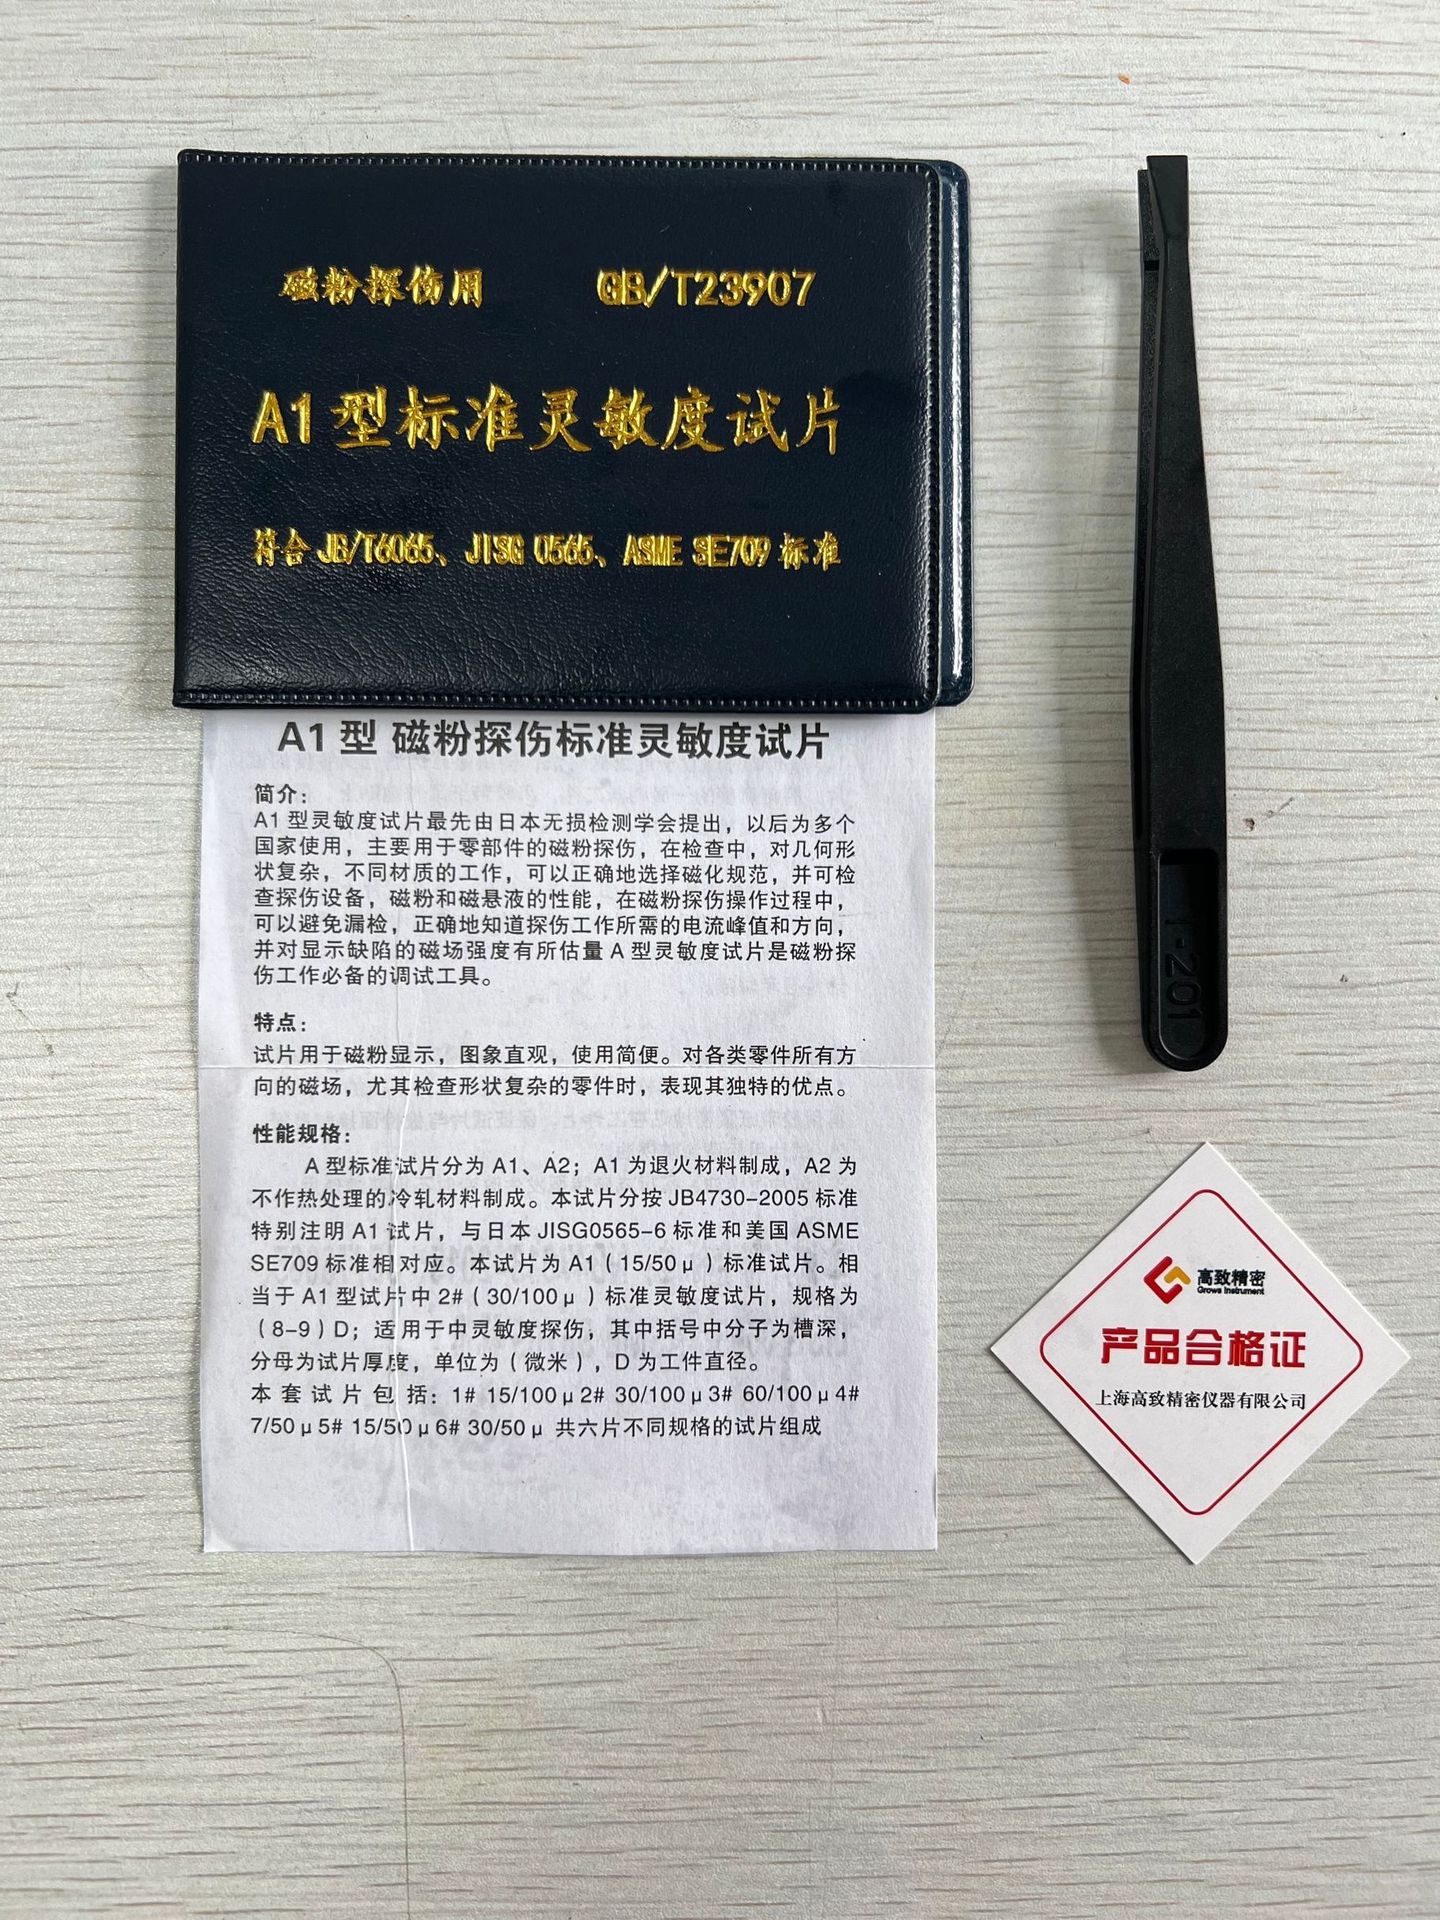 磁粉探伤用 GB/T23907
A1型标准灵敏度试片
符合JB/T6065、JISG 0565、ASME SE709标准
A1 型 磁粉探伤标准灵敏度试片
简介：
A1 型灵敏度试片最先由日本无损检测学会提出，以后为多个
国家使用，主要用于零部件的磁粉探伤，在检查中，对几何形
状复杂，不同材质的工作，可以正确地选择磁化规范，并可检
查探伤设备，磁粉和磁悬液的性能，在磁粉探伤操作过程中，
可以避免漏检，正确地知道探伤工作所需的电流峰值和方向，
并对显示缺陷的磁场强度有所估量 A 型灵敏度试片是磁粉探
伤工作必备的调试工具。
特点：
试片用于磁粉显示，图象直观，使用简便。对各类零件所有方
向的磁场，尤其检查形状复杂的零件时，表现其独特的优点。
性能规格：
A 型标准试片分为 A1、A2；A1 为退火材料制成，A2 为
不作热处理的冷轧材料制成。本试片分按 JB4730-2005 标准
特别注明 A1 试片，与日本 JISG0565-6 标准和美国 ASME
SE709 标准相对应。本试片为 A1（15/50μ）标准试片。相
当于 A1 型试片中 2#（30/100μ）标准灵敏度试片，规格为
（8-9）D；适用于中灵敏度探伤，其中括号中分子为槽深，
分母为试片厚度，单位为（微米），D 为工件直径。
本 套 试 片 包 括：1# 15/100μ2# 30/100μ3# 60/100μ4#
7/50μ5# 15/50μ6# 30/50μ 共六片不同规格的试片组成
T-201
高致精密
Grows Instrument
产品合格证
上海高致精密仪器有限公司